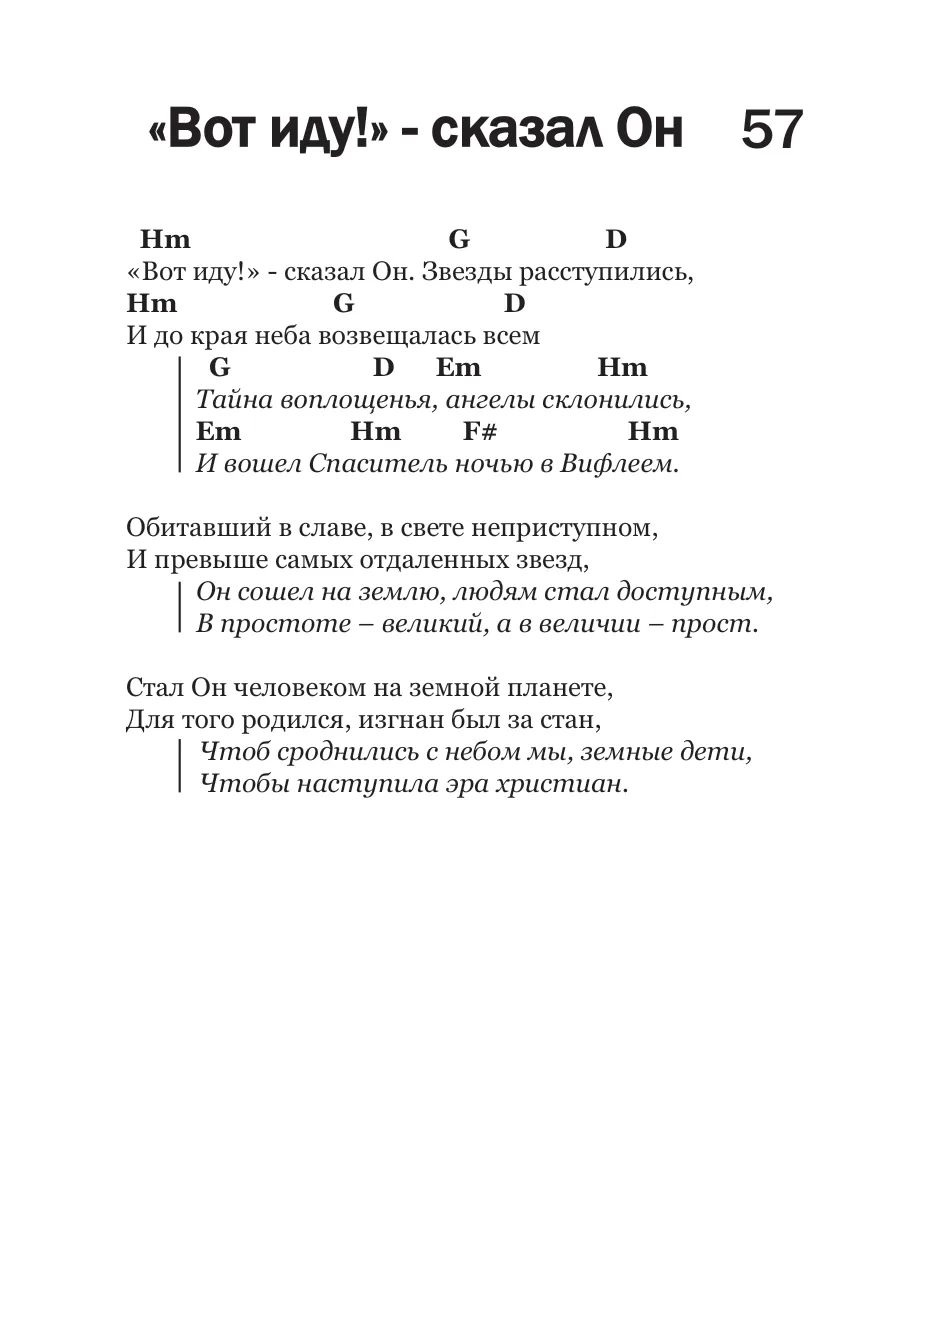 «Вот иду!» - сказал Он 57
Hm G D
«Вот иду!» - сказал Он. Звезды расступились,
Hm G D
И до края неба возвещалась всем
G D Em Hm
Тайна воплощенья, ангелы склонились,
Em Hm F# Hm
И вошел Спаситель ночью в Вифлеем.
Обитавший в славе, в свете неприступном,
И превыше самых отдаленных звезд,
Он сошел на землю, людям стал доступным,
В простоте – великий, а в величии – прост.
Стал Он человеком на земной планете,
Для того родился, изгнан был за стан,
Чтоб сроднились с небом мы, земные дети,
Чтобы наступила эра христиан.